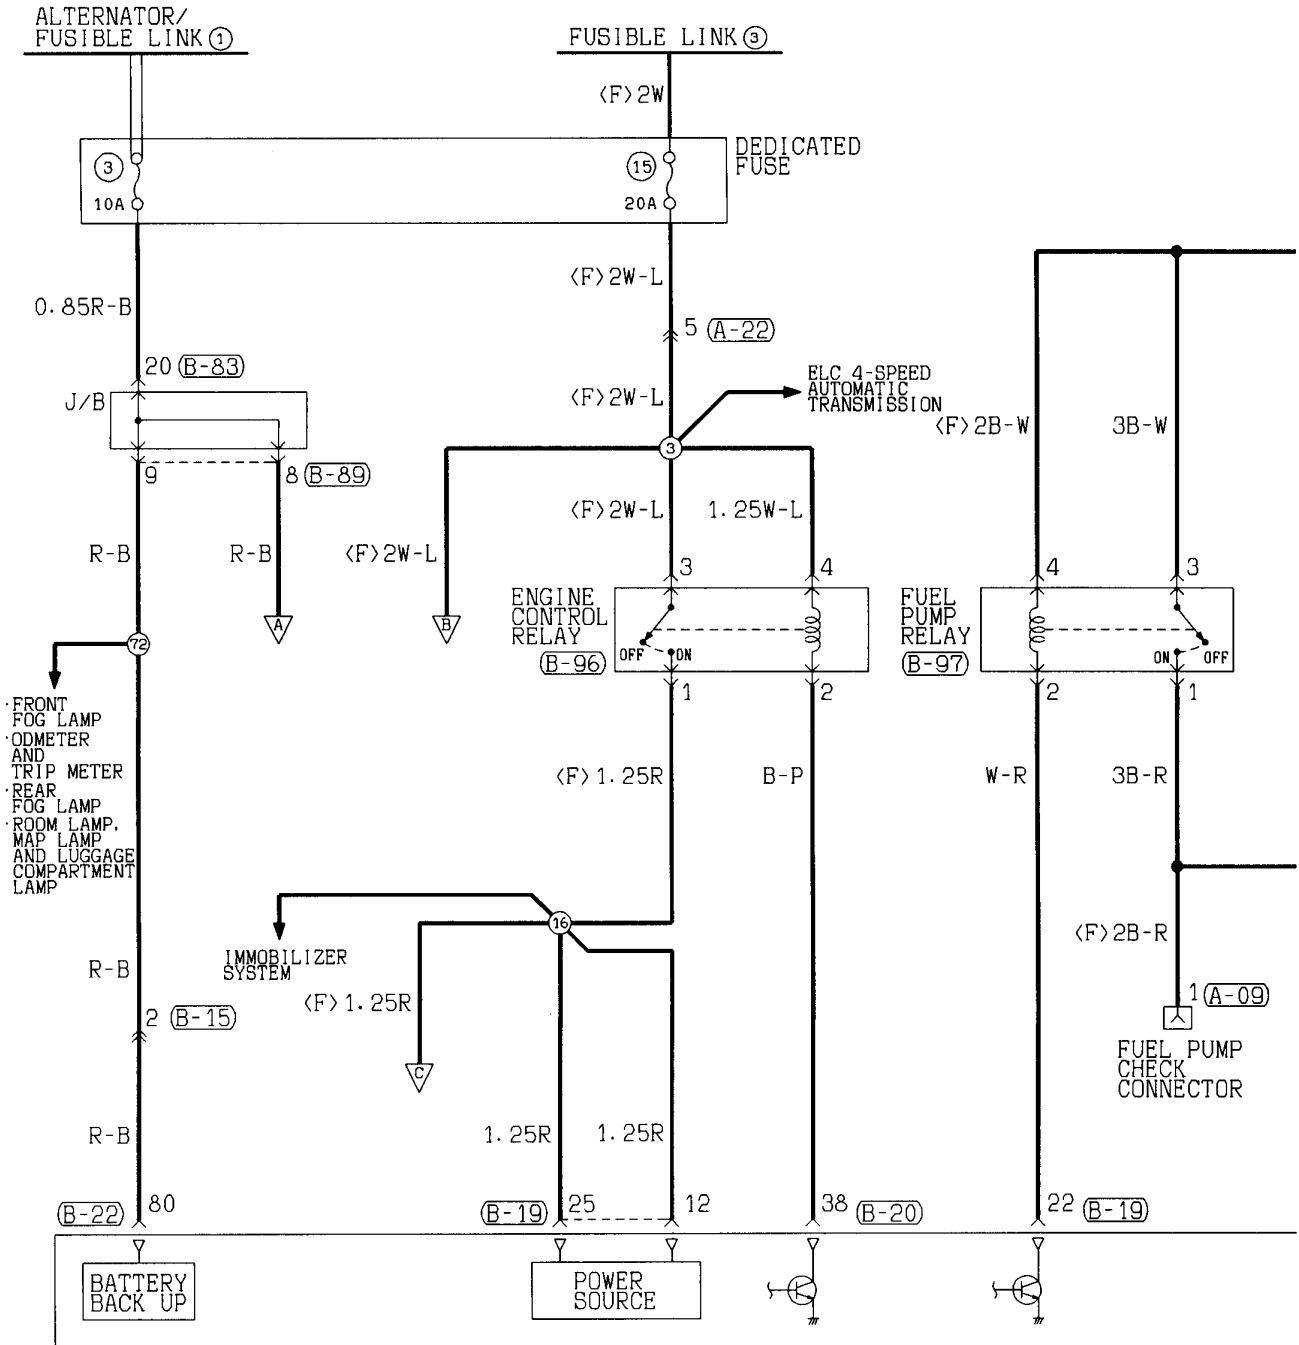 ALTERNATOR/
FUSIBLE LINK ①
FUSIBLE LINK ③
<F>2W
DEDICATED
FUSE
3
10A
15
20A
<F>2W-L
0.85R-B
5 (A-22)
20 (B-83)
J/B
<F>2W-L
ELC 4-SPEED
AUTOMATIC
TRANSMISSION
<F>2B-W
3B-W
3
9
8 (B-89)
<F>2W-L
1.25W-L
R-B
R-B
<F>2W-L
3
4
4
3
A
B
ENGINE
CONTROL
RELAY
(B-96)
OFF
ON
FUEL
PUMP
RELAY
(B-97)
ON
OFF
72
1
2
2
1
·FRONT
FOG LAMP
·ODMETER
AND
TRIP METER
·REAR
FOG LAMP
·ROOM LAMP,
MAP LAMP
AND LUGGAGE
COMPARTMENT
LAMP
<F>1.25R
B-P
W-R
3B-R
16
<F>2B-R
IMMOBILIZER
SYSTEM
R-B
<F>1.25R
1 (A-09)
2 (B-15)
C
FUEL PUMP
CHECK
CONNECTOR
R-B
1.25R
1.25R
(B-22) 80
(B-19) 25
12
38 (B-20)
22 (B-19)
BATTERY
BACK UP
POWER
SOURCE